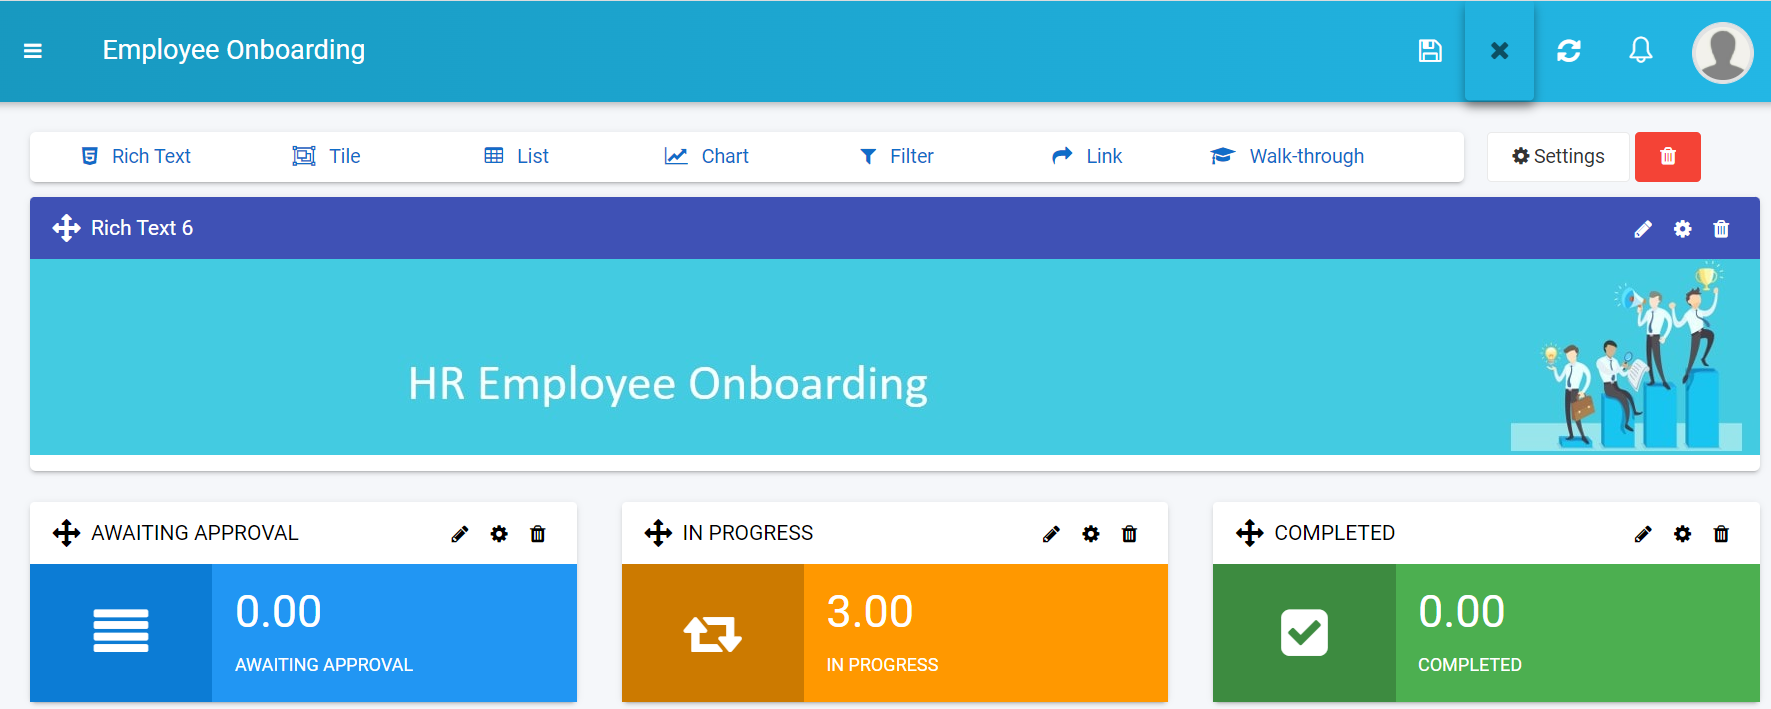 Employee Onboarding
Rich Text Tile List Chart Filter Link Walk-through Settings
Rich Text 6
HR Employee Onboarding
AWAITING APPROVAL IN PROGRESS COMPLETED
0.00 3.00 0.00
AWAITING APPROVAL IN PROGRESS COMPLETED